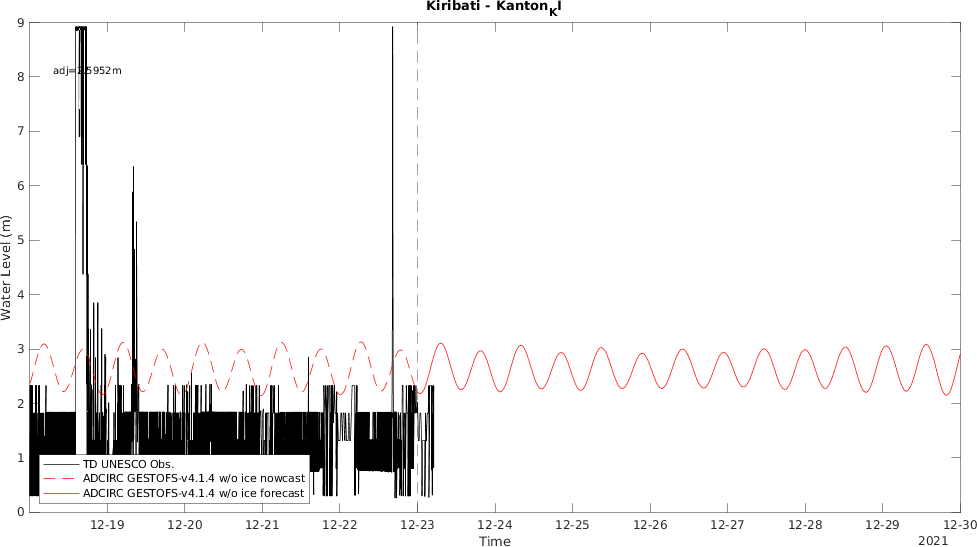 Kiribati - Kanton_KI
9
8
7
6
5
4
3
2
1
0
Water Level (m)
TD UNESCO Obs.
ADCIRC GESTOFS-v4.1.4 w/o ice nowcast
ADCIRC GESTOFS-v4.1.4 w/o ice forecast
12-19 12-20 12-21 12-22 12-23 12-24 12-25 12-26 12-27 12-28 12-29 12-30
Time
2021